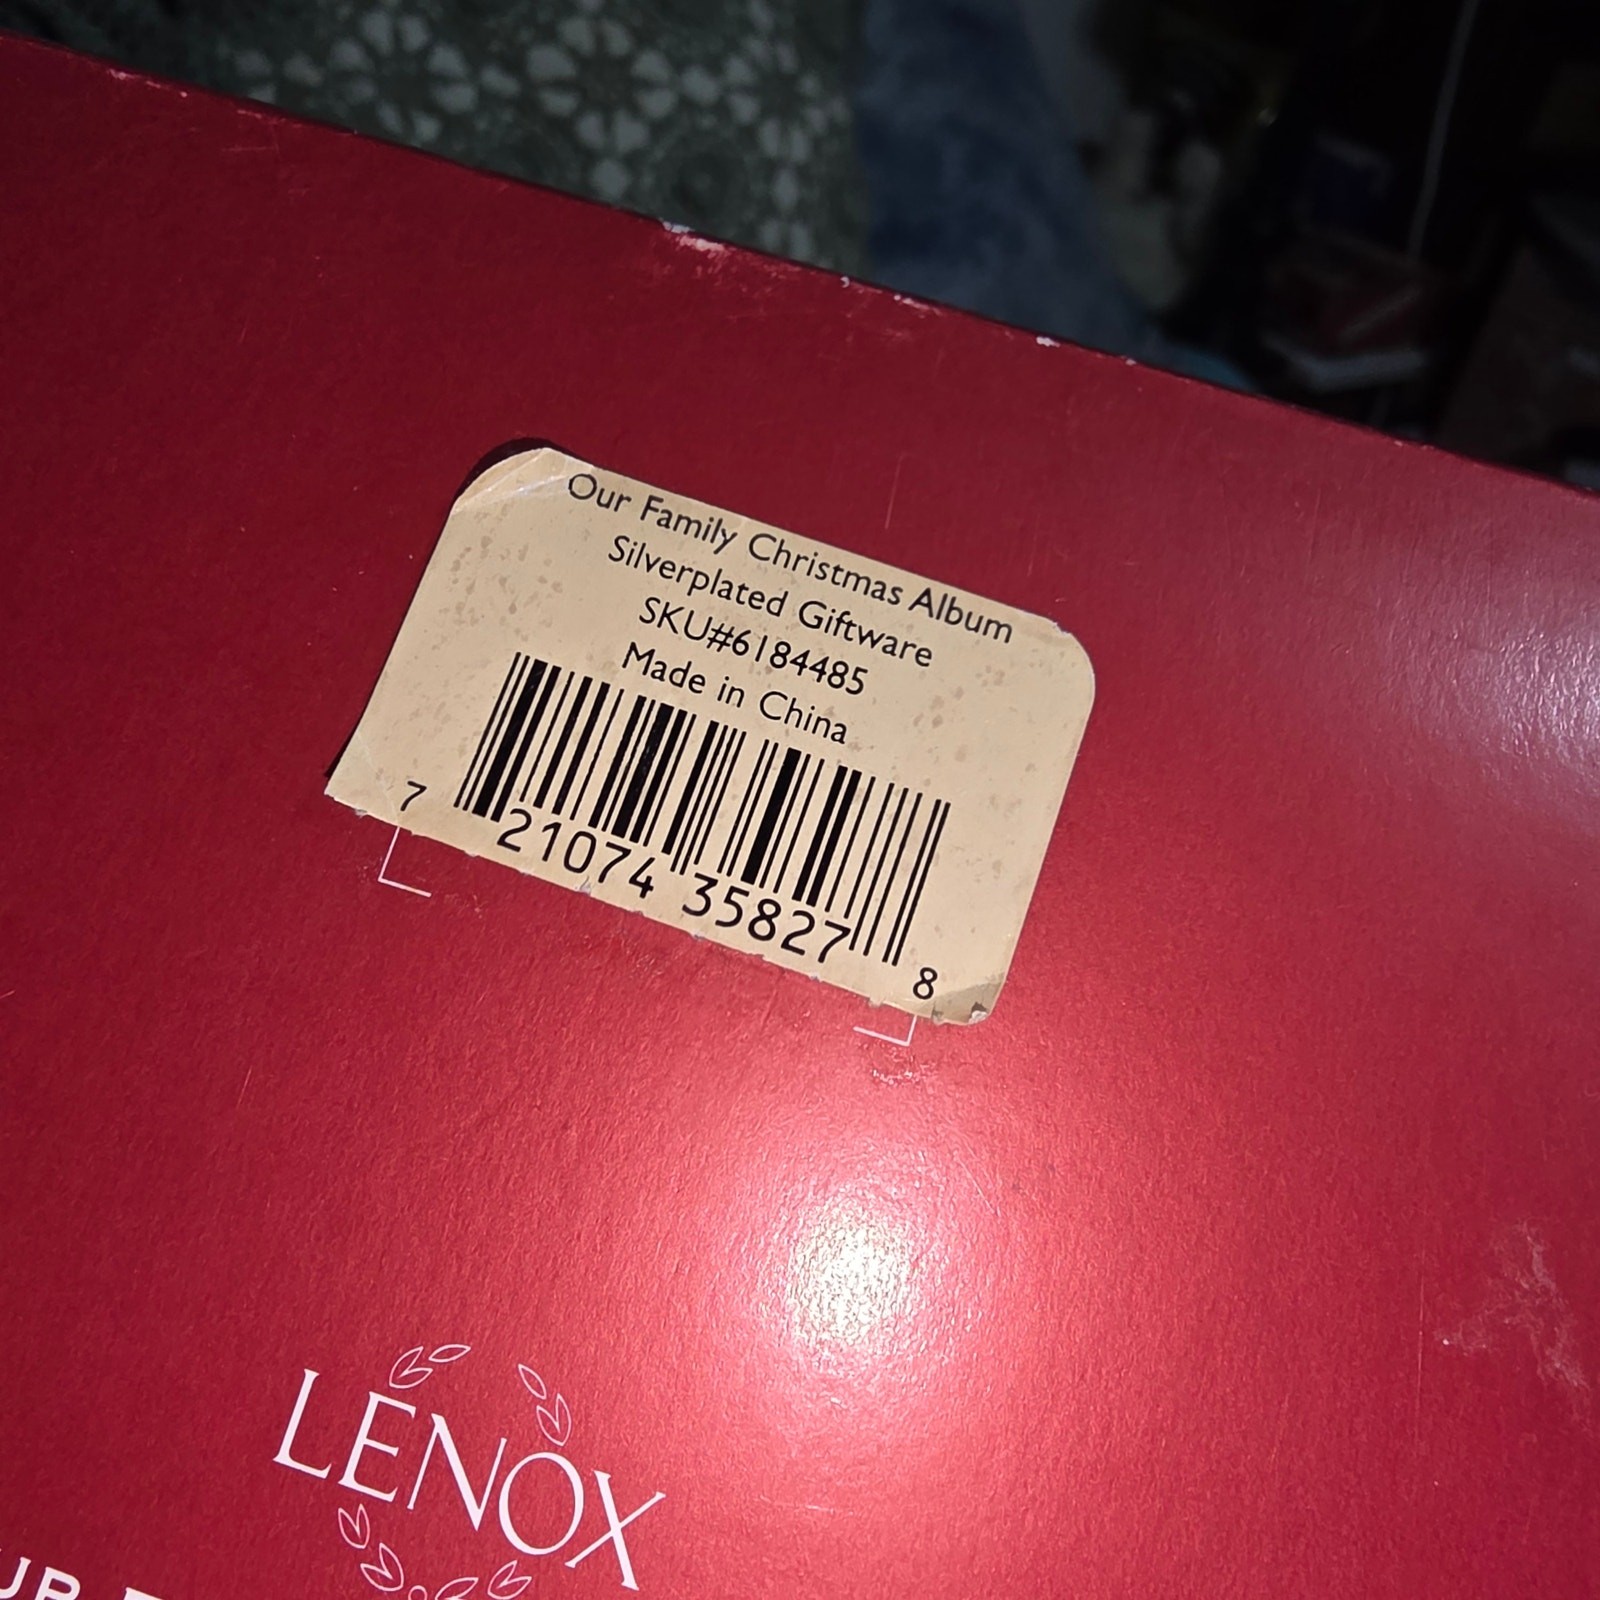 Our Family Christmas Album
Silverplated Giftware
SKU#6184485
Made in China
7 21074 35827 8
LENOX